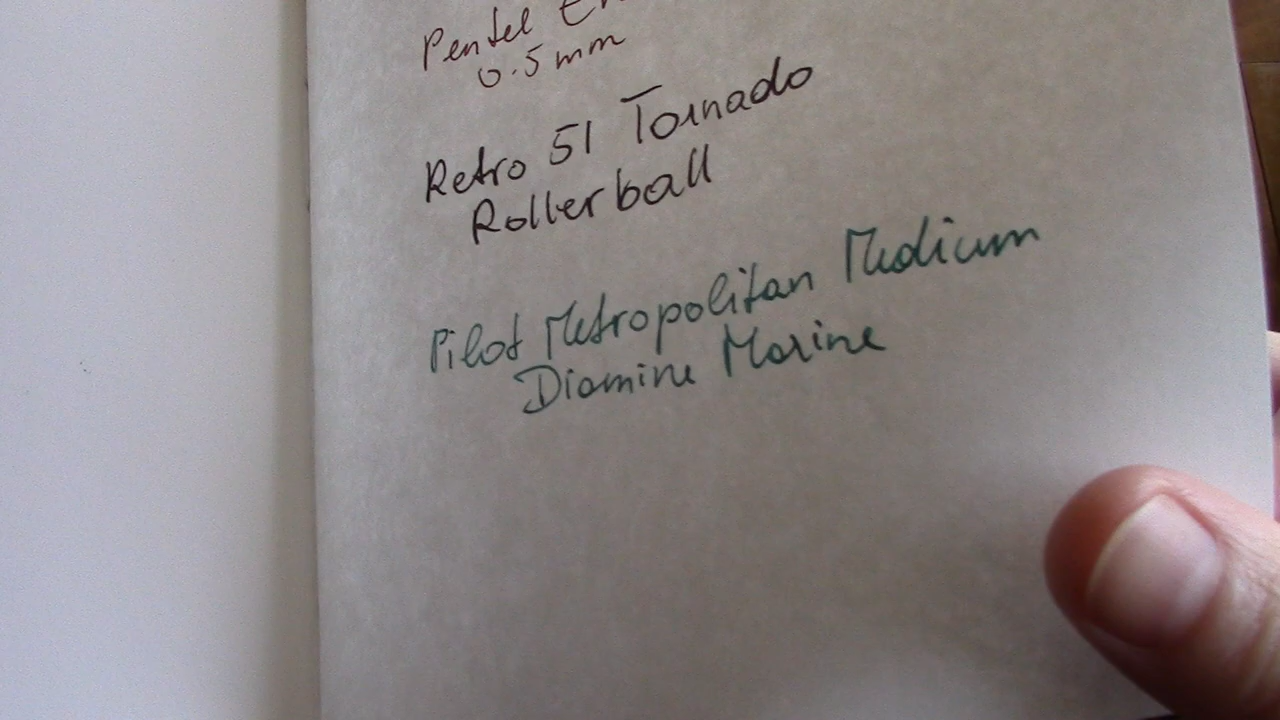 Pentel
0.5mm
Retro 51 Tornado
Rollerball
Pilot Metropolitan Medium
Diamine Marine